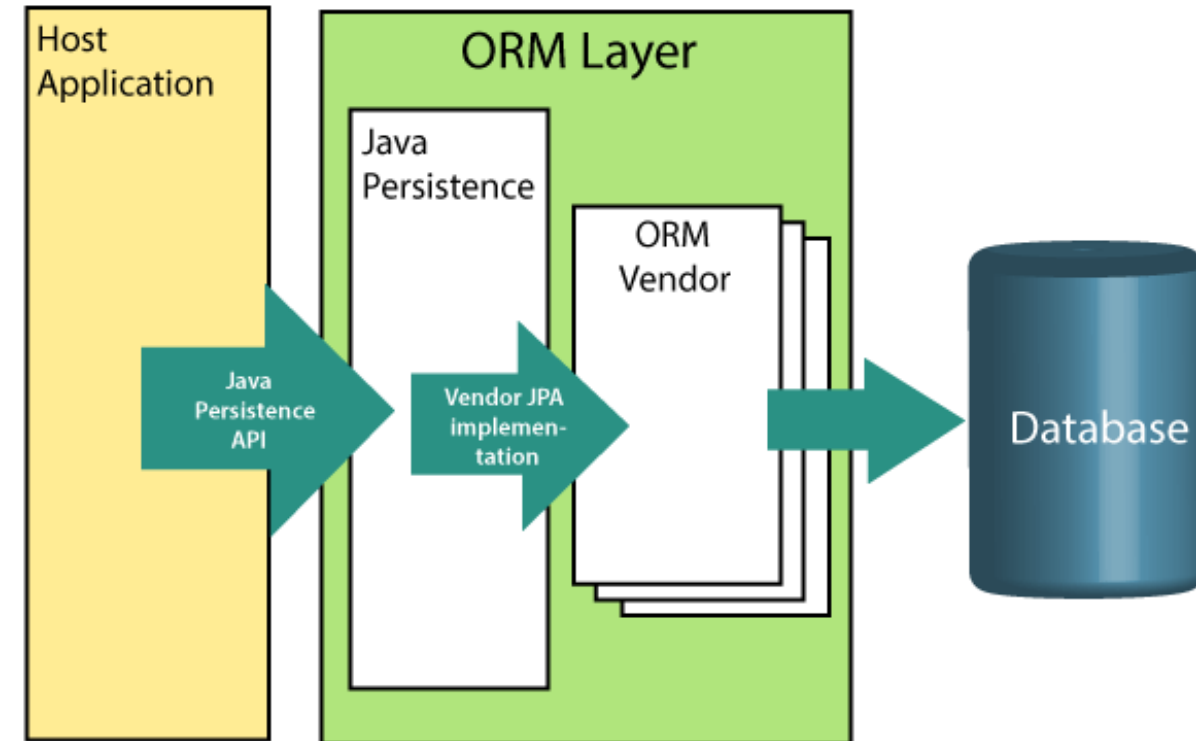 Host
Application
ORM Layer
Java
Persistence
ORM
Vendor
Java
Persistence
API
Vendor JPA
implemen-
tation
Database